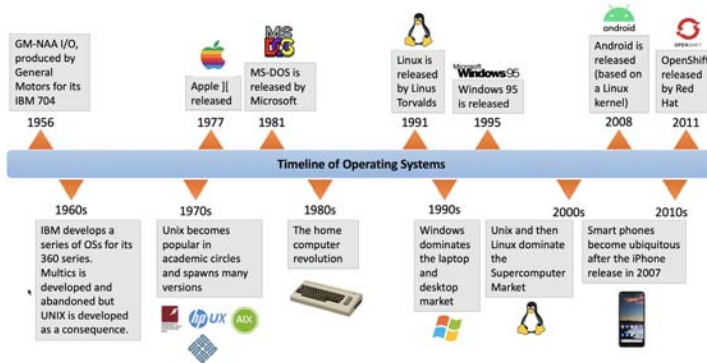 GM-NAA I/O,
produced by
General
Motors for its
IBM 704
1956
Apple ][
released
1977
MS
DOS
MS-DOS is
released by
Microsoft
1981
Linux is
released
by Linus
Torvalds
1991
Microsoft
Windows 95
Windows 95
is released
1995
android
Android is
released
(based on
a Linux
kernel)
2008
OPENSHIFT
OpenShift
released
by Red
Hat
2011
Timeline of Operating Systems
1960s
IBM develops a
series of OSs for its
360 series.
Multics is
developed and
abandoned but
UNIX is developed
as a consequence.
1970s
Unix becomes
popular in
academic circles
and spawns many
versions
hp UX
AIX
1980s
The home
computer
revolution
1990s
Windows
dominates
the laptop
and
desktop
market
2000s
Unix and then
Linux dominate
the
Supercomputer
Market
2010s
Smart phones
become ubiquitous
after the iPhone
release in 2007